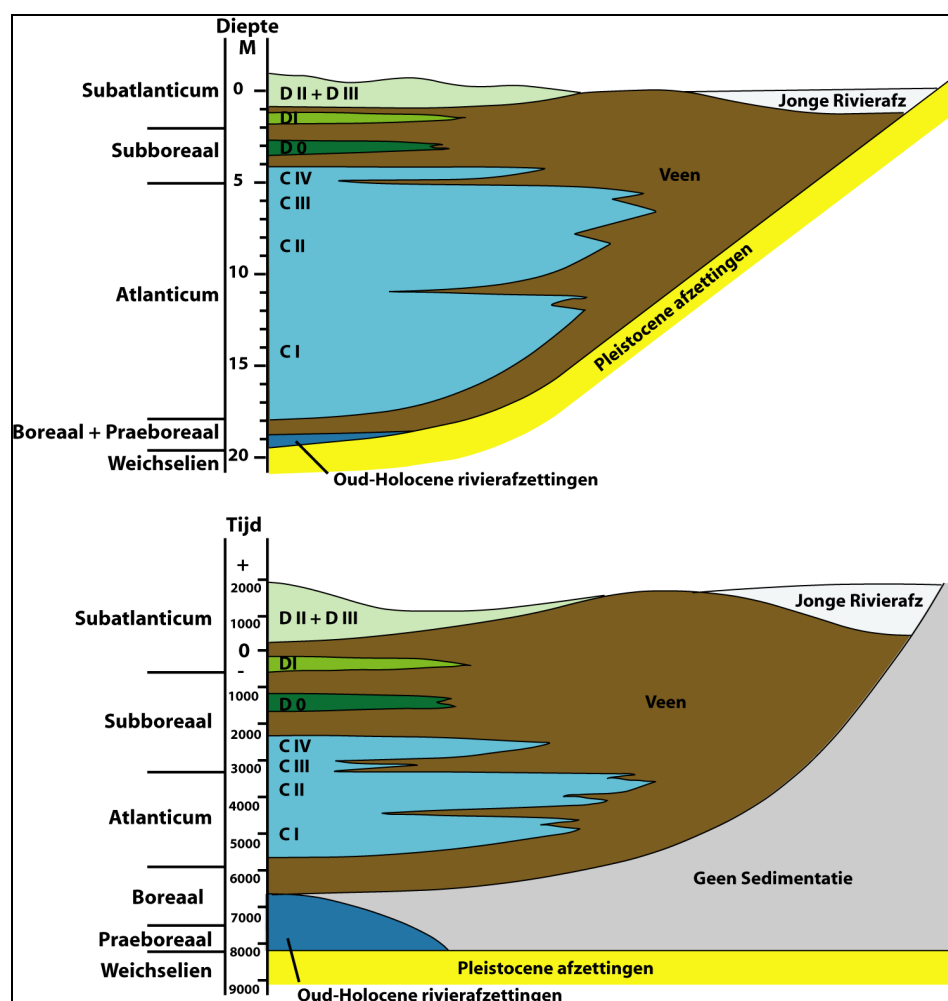 Diepte
M
Subatlanticum
0
D II + D III
Jonge Rivierafz
DI
Subboreaal
D 0
Veen
C IV
5
C III
C II
10
Atlanticum
Pleistocene afzettingen
C I
15
Boreaal + Praeboreaal
Weichselien
20
Oud-Holocene rivierafzettingen
Tijd
+
2000
Subatlanticum
D II + D III
Jonge Rivierafz
1000
0
DI
-
1000
D 0
Veen
Subboreaal
2000
C IV
C III
3000
C II
4000
Atlanticum
C I
5000
6000
Geen Sedimentatie
Boreaal
7000
Praeboreaal
8000
Weichselien
Pleistocene afzettingen
9000
Oud-Holocene rivierafzettingen